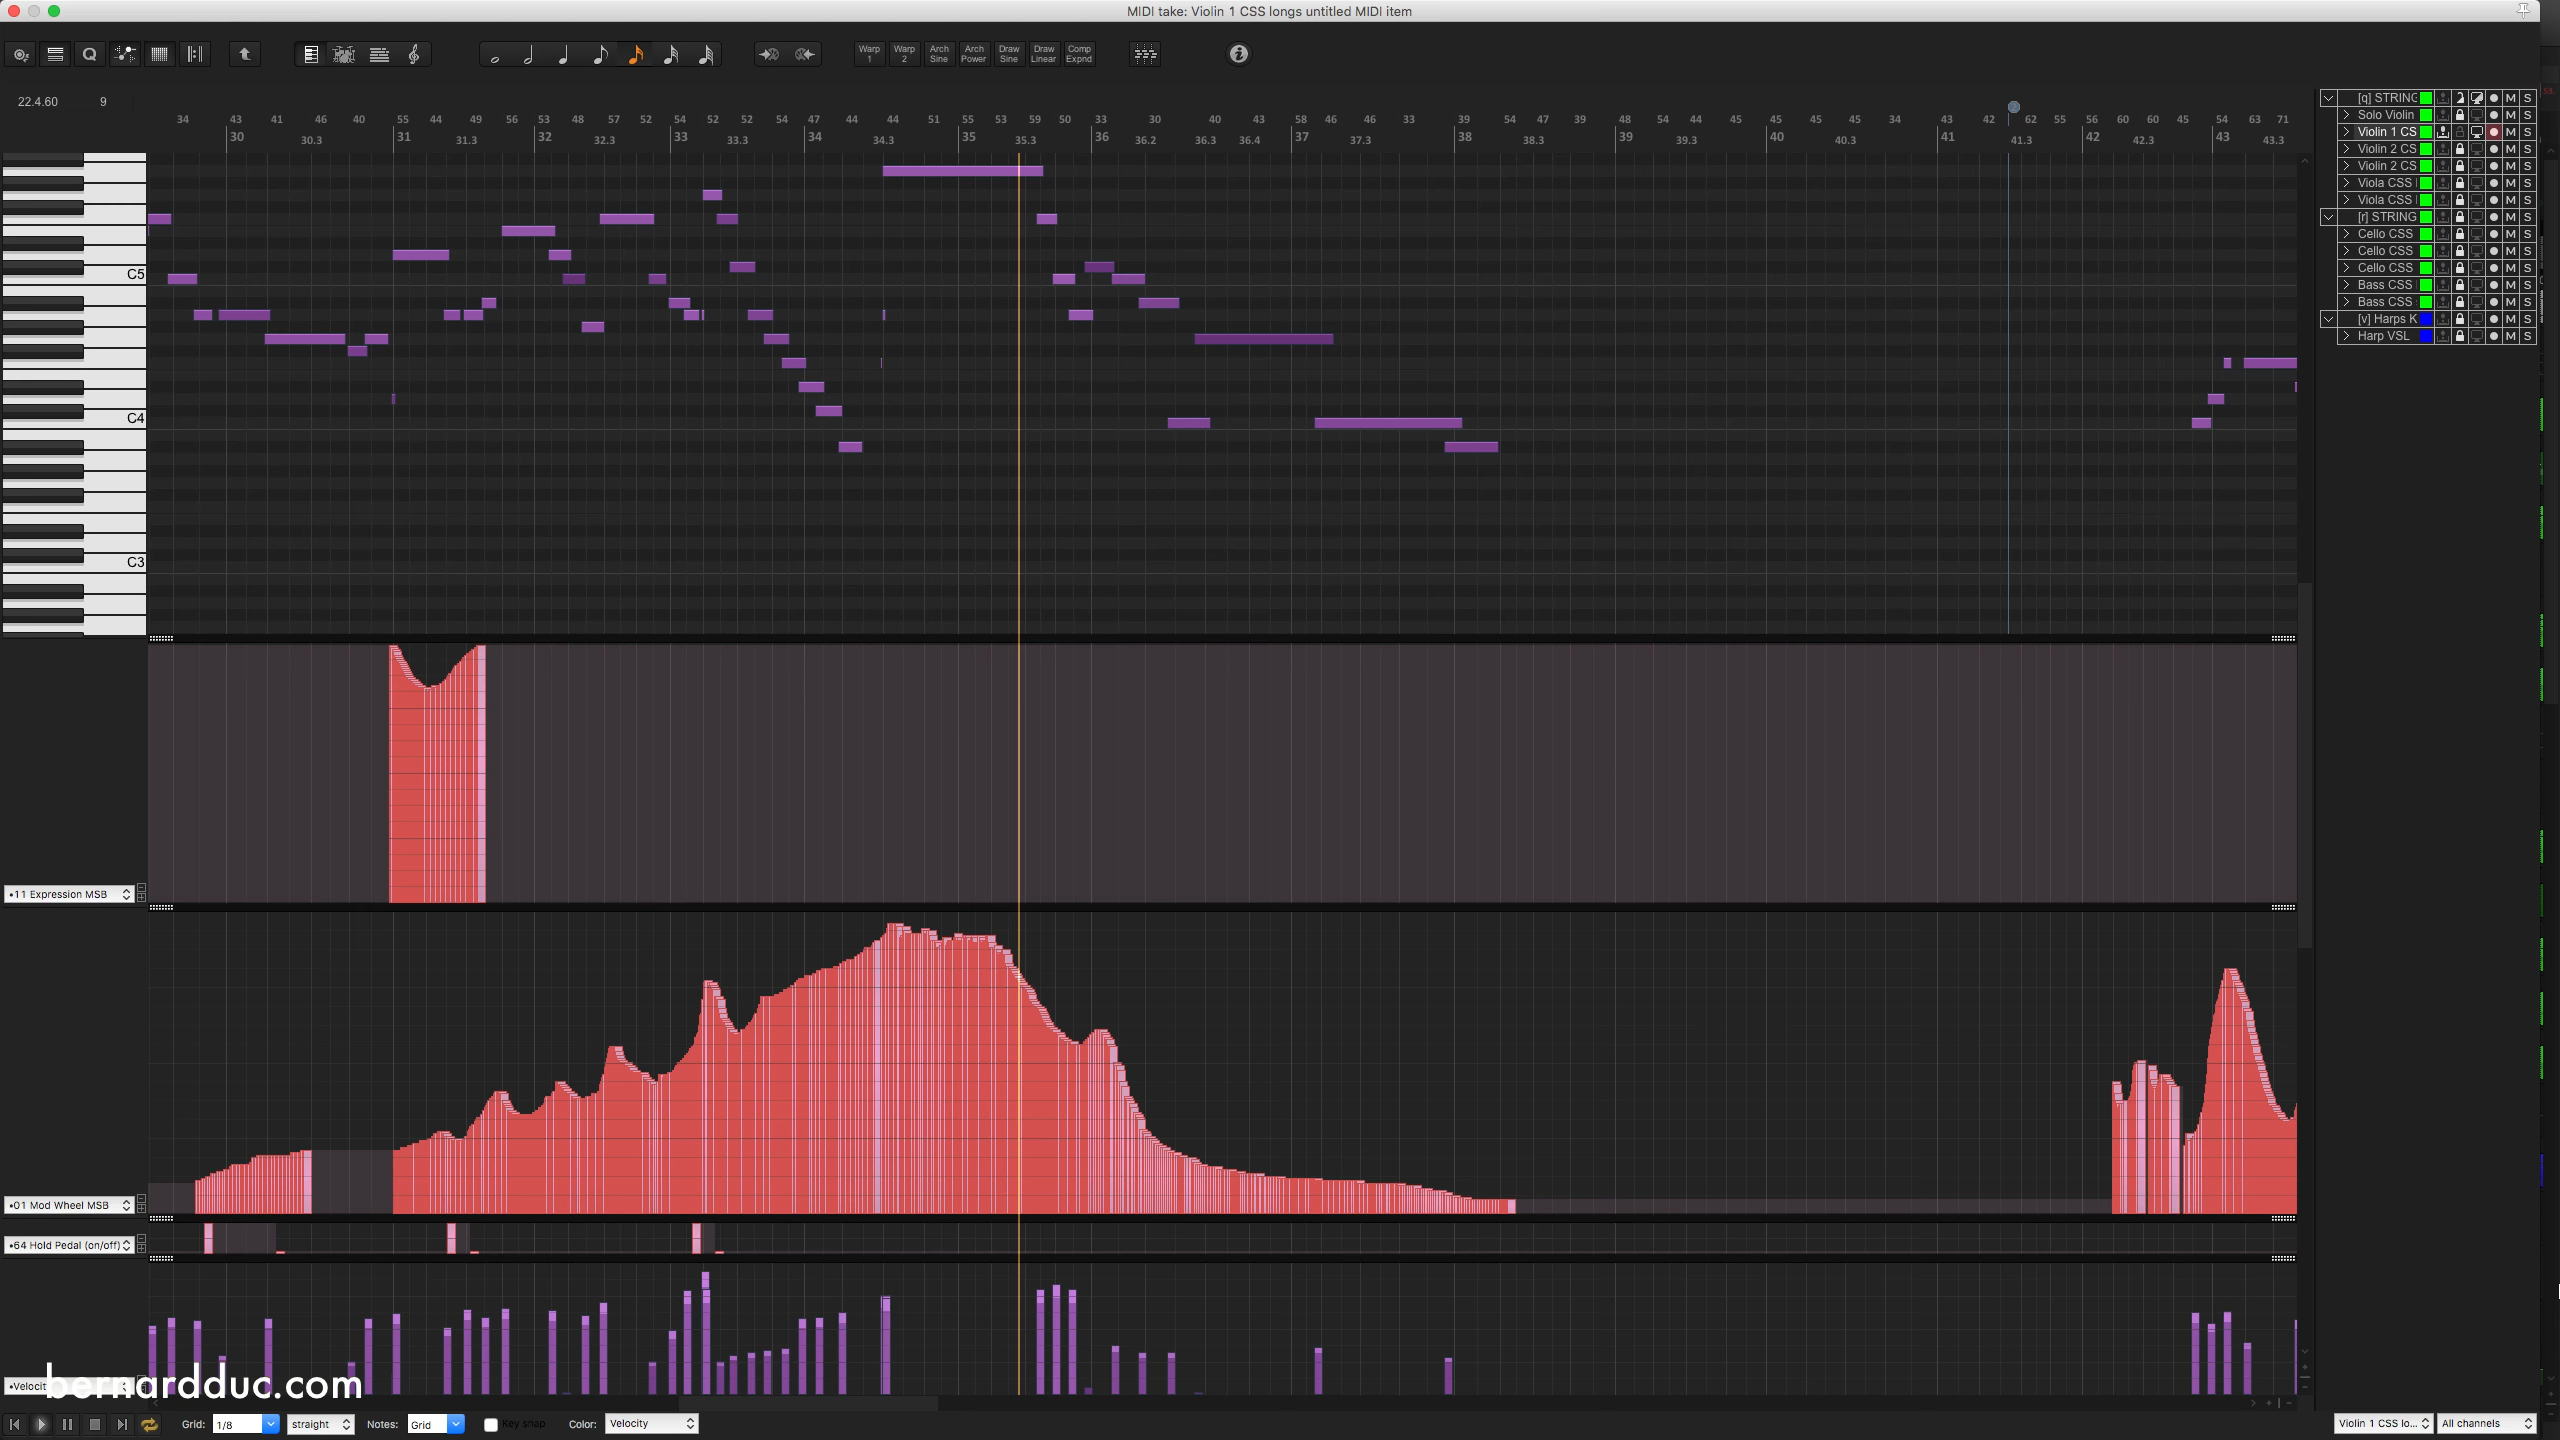 MIDI take: Violin 1 CSS longs untitled MIDI item
Q
Warp 1
Warp 2
Arch Sine
Arch Power
Draw Sine
Draw Linear
Comp Expnd
22.4.60 9
34 43 41 46 40 55 44 49 56 53 48 57 52 54 52 52 54 47 44 44 51 55 53 59 50 33 30 40 43 58 46 46 33 39 54 47 39 48 54 44 45 45 45 45 34 43 42 62 55 56 60 60 45 54 63 71
30 30.3 31 31.3 32 32.3 33 33.3 34 34.3 35 35.3 36 36.2 36.3 36.4 37 37.3 38 38.3 39 39.3 40 40.3 41 41.3 42 42.3 43 43.3
[q] STRING M S
Solo Violin M S
Violin 1 CS M S
Violin 2 CS M S
Violin 2 CS M S
Viola CSS M S
Viola CSS M S
[r] STRING M S
Cello CSS M S
Cello CSS M S
Cello CSS M S
Bass CSS M S
Bass CSS M S
[v] Harps K M S
Harp VSL M S
C5
C4
C3
•11 Expression MSB
•01 Mod Wheel MSB
•64 Hold Pedal (on/off)
•Velocit
bernardduc.com
Grid: 1/8 straight Notes: Grid Key snap Color: Velocity
Violin 1 CSS lo... All channels